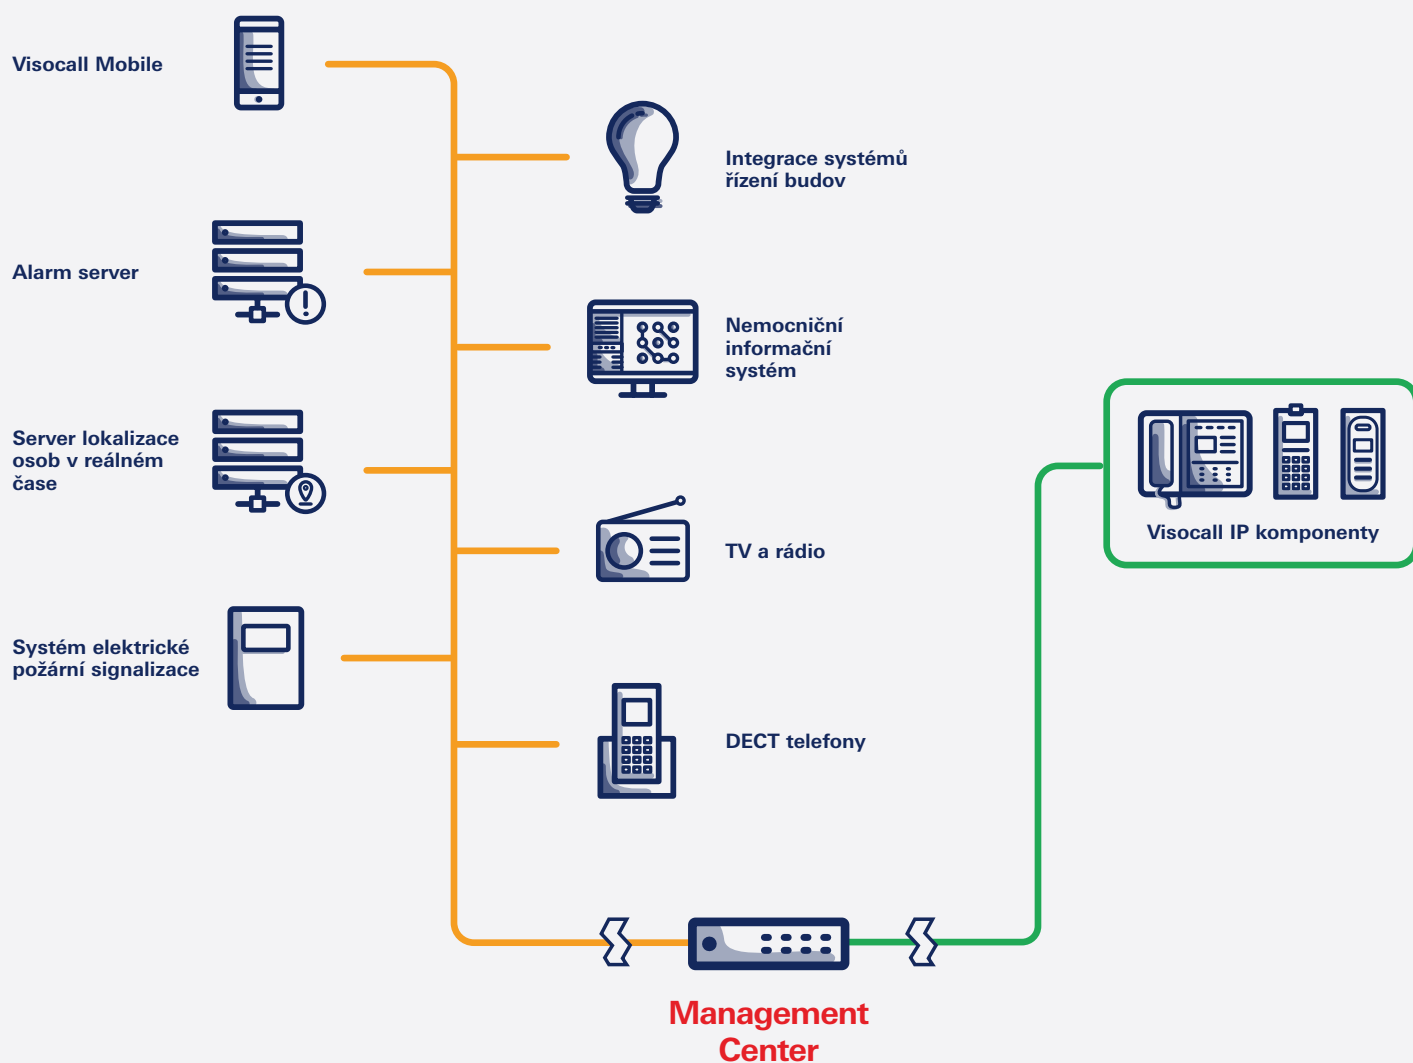 Visocall Mobile
Integrace systémů
řízení budov
Alarm server
Nemocniční
informační
systém
Server lokalizace
osob v reálném
čase
Visocall IP komponenty
TV a rádio
Systém elektrické
požární signalizace
DECT telefony
Management
Center